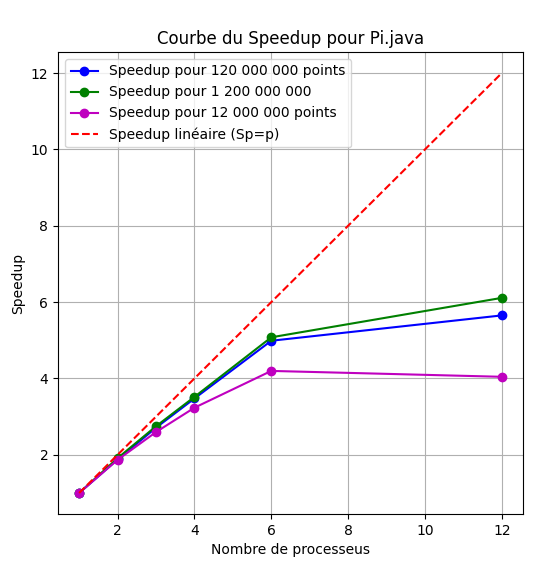 Courbe du Speedup pour Pi.java
Speedup pour 120 000 000 points
Speedup pour 1 200 000 000
Speedup pour 12 000 000 points
Speedup linéaire (Sp=p)
Speedup
12
10
8
6
4
2
2 4 6 8 10 12
Nombre de processeus